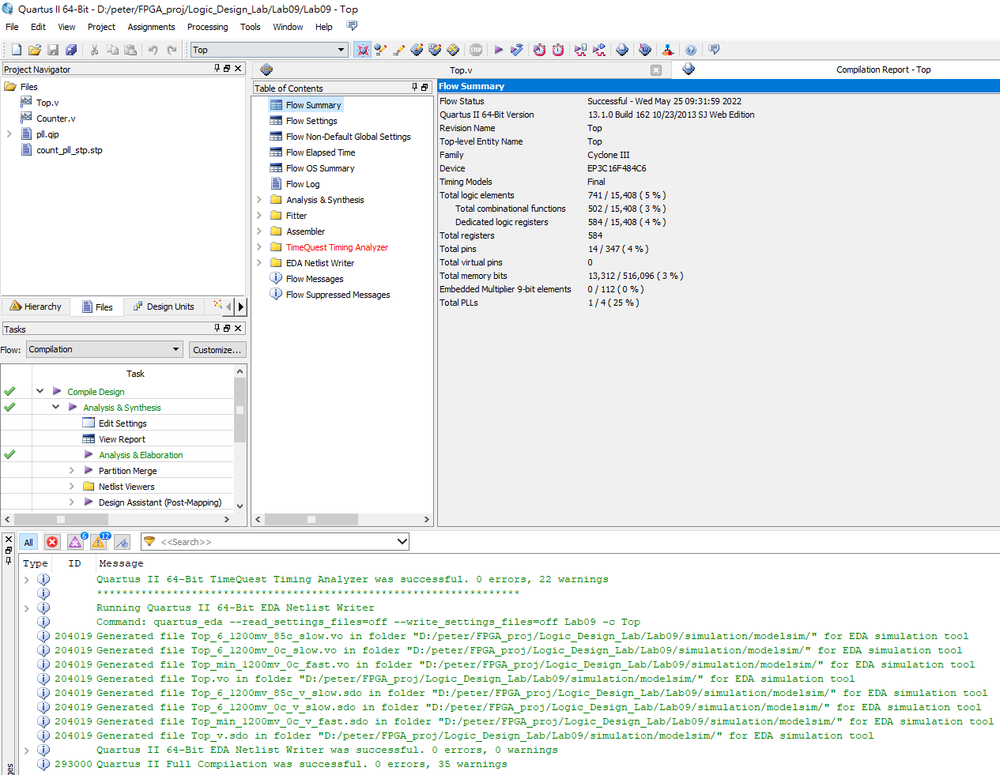 Quartus II 64-Bit - D:/peter/FPGA_proj/Logic_Design_Lab/Lab09/Lab09 - Top
File Edit View Project Assignments Processing Tools Window Help
Top
STOP
Project Navigator
Files
Top.v
Counter.v
pll.qip
count_pll_stp.stp
Hierarchy Files Design Units
Tasks
Flow: Compilation Customize...
Task
Compile Design
Analysis & Synthesis
Edit Settings
View Report
Analysis & Elaboration
Partition Merge
Netlist Viewers
Design Assistant (Post-Mapping)
Top.v
Compilation Report - Top
Table of Contents
Flow Summary
Flow Settings
Flow Non-Default Global Settings
Flow Elapsed Time
Flow OS Summary
Flow Log
Analysis & Synthesis
Fitter
Assembler
TimeQuest Timing Analyzer
EDA Netlist Writer
Flow Messages
Flow Suppressed Messages
Flow Summary
Flow Status Successful - Wed May 25 09:31:59 2022
Quartus II 64-Bit Version 13.1.0 Build 162 10/23/2013 SJ Web Edition
Revision Name Top
Top-level Entity Name Top
Family Cyclone III
Device EP3C16F484C6
Timing Models Final
Total logic elements 741 / 15,408 ( 5 % )
Total combinational functions 502 / 15,408 ( 3 % )
Dedicated logic registers 584 / 15,408 ( 4 % )
Total registers 584
Total pins 14 / 347 ( 4 % )
Total virtual pins 0
Total memory bits 13,312 / 516,096 ( 3 % )
Embedded Multiplier 9-bit elements 0 / 112 ( 0 % )
Total PLLs 1 / 4 ( 25 % )
All 6 12 <<Search>>
Type ID Message
Quartus II 64-Bit TimeQuest Timing Analyzer was successful. 0 errors, 22 warnings
*******************************************************************
Running Quartus II 64-Bit EDA Netlist Writer
Command: quartus_eda --read_settings_files=off --write_settings_files=off Lab09 -c Top
204019 Generated file Top_6_1200mv_85c_slow.vo in folder "D:/peter/FPGA_proj/Logic_Design_Lab/Lab09/simulation/modelsim/" for EDA simulation tool
204019 Generated file Top_6_1200mv_0c_slow.vo in folder "D:/peter/FPGA_proj/Logic_Design_Lab/Lab09/simulation/modelsim/" for EDA simulation tool
204019 Generated file Top_min_1200mv_0c_fast.vo in folder "D:/peter/FPGA_proj/Logic_Design_Lab/Lab09/simulation/modelsim/" for EDA simulation tool
204019 Generated file Top.vo in folder "D:/peter/FPGA_proj/Logic_Design_Lab/Lab09/simulation/modelsim/" for EDA simulation tool
204019 Generated file Top_6_1200mv_85c_v_slow.sdo in folder "D:/peter/FPGA_proj/Logic_Design_Lab/Lab09/simulation/modelsim/" for EDA simulation tool
204019 Generated file Top_6_1200mv_0c_v_slow.sdo in folder "D:/peter/FPGA_proj/Logic_Design_Lab/Lab09/simulation/modelsim/" for EDA simulation tool
204019 Generated file Top_min_1200mv_0c_v_fast.sdo in folder "D:/peter/FPGA_proj/Logic_Design_Lab/Lab09/simulation/modelsim/" for EDA simulation tool
204019 Generated file Top_v.sdo in folder "D:/peter/FPGA_proj/Logic_Design_Lab/Lab09/simulation/modelsim/" for EDA simulation tool
Quartus II 64-Bit EDA Netlist Writer was successful. 0 errors, 0 warnings
293000 Quartus II Full Compilation was successful. 0 errors, 35 warnings